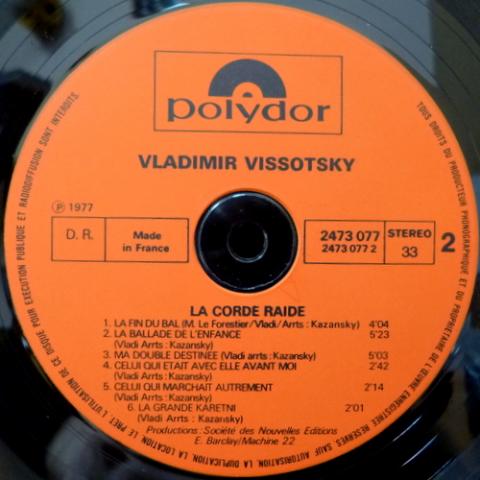 polydor
VLADIMIR VISSOTSKY
℗ 1977
D. R.
Made
in France
2473 077
2473 077 2
STEREO
33
2
LA CORDE RAIDE
1. LA FIN DU BAL (M. Le Forestier/Vladi/Arrts : Kazansky) 4'04
2. LA BALLADE DE L'ENFANCE 5'23
(Vladi Arrts : Kazansky)
3. MA DOUBLE DESTINEE (Vladi arrts : Kazansky) 5'03
4. CELUI QUI ETAIT AVEC ELLE AVANT MOI 2'42
(Vladi Arrts : Kazansky)
5. CELUI QUI MARCHAIT AUTREMENT 2'14
(Vladi Arrts : Kazansky)
6. LA GRANDE KARETNI 2'01
(Vladi Arrts : Kazansky)
Productions : Société des Nouvelles Editions
E. Barclay/Machine 22
TOUS DROITS DU PRODUCTEUR PHONOGRAPHIQUE ET DU PROPRIETAIRE DE L'ŒUVRE ENREGISTREE RESERVES SAUF AUTORISATION, LA DUPLICATION, LA LOCATION, LE PRET, L'UTILISATION DE CE DISQUE POUR EXECUTION PUBLIQUE ET RADIODIFFUSION SONT INTERDITS.